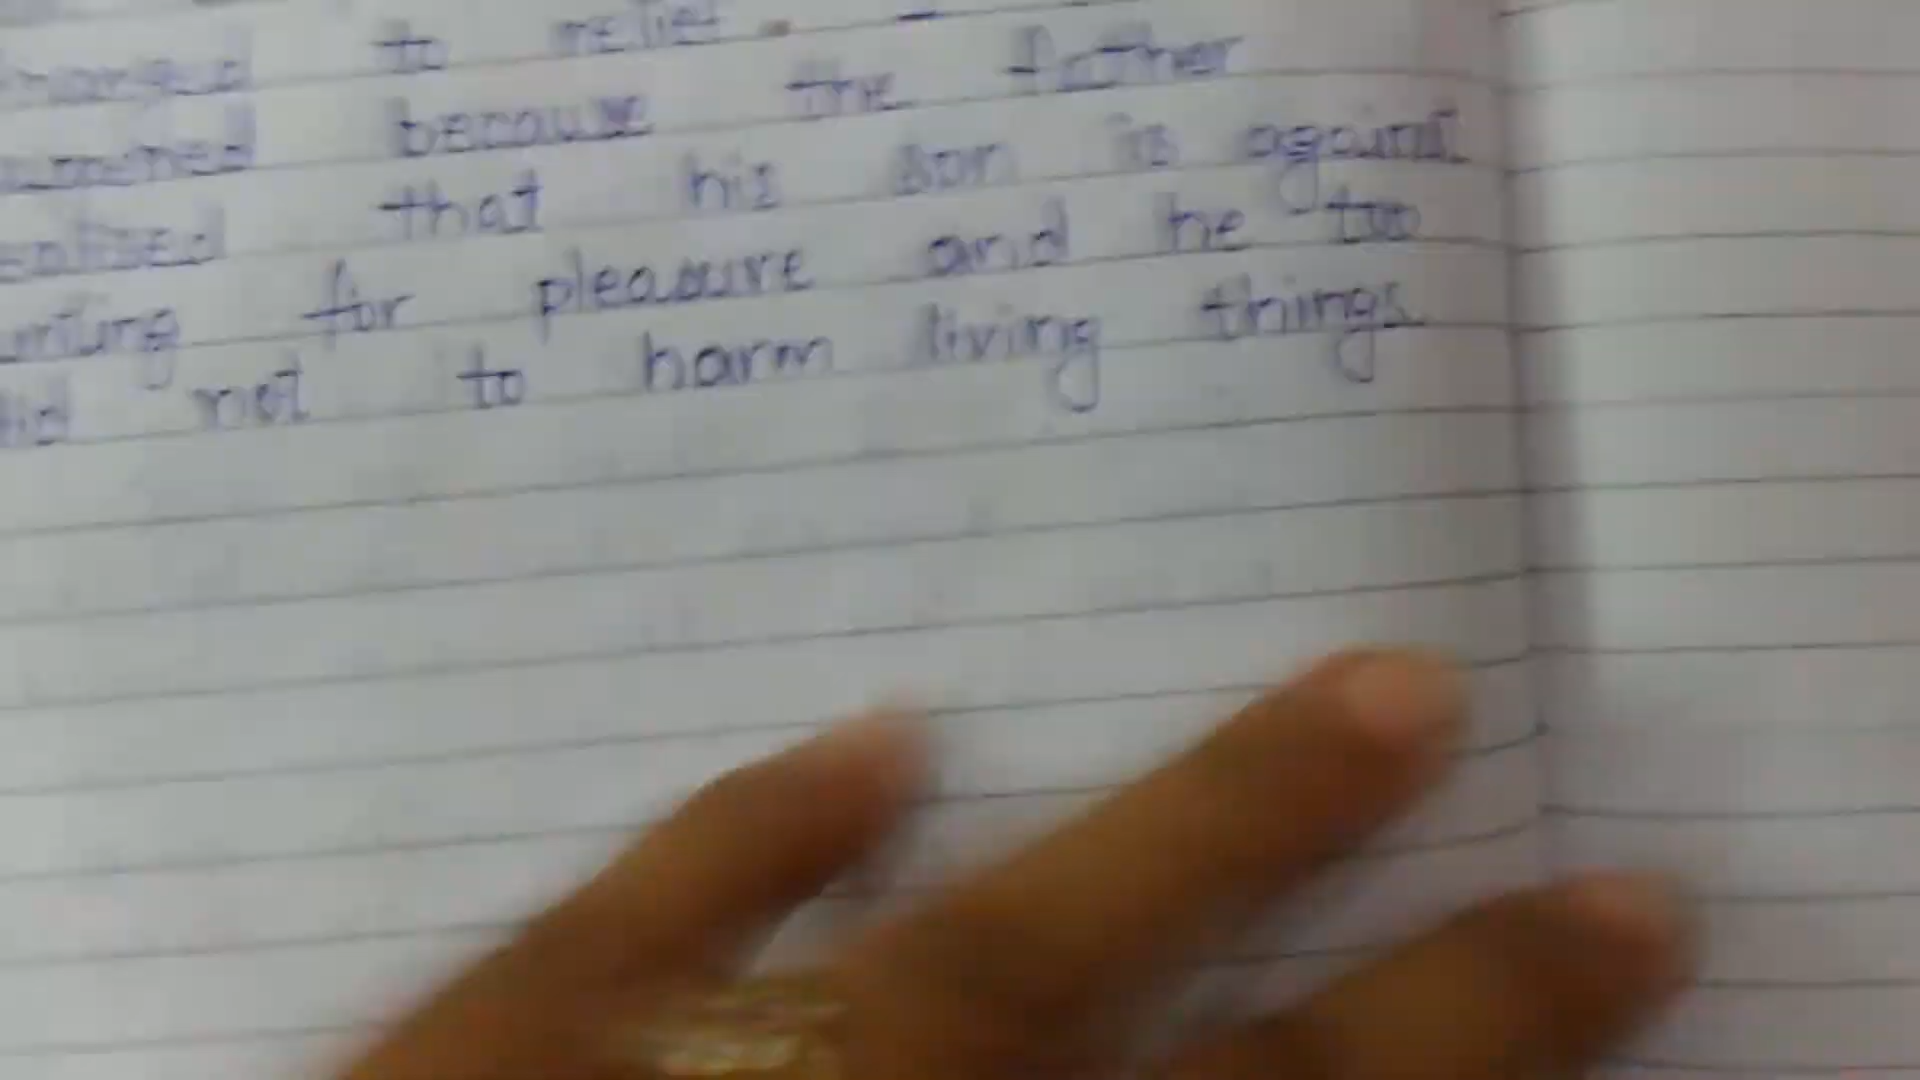 to relief.
because the father
that his son is against
for pleasure and he too
not to harm living things